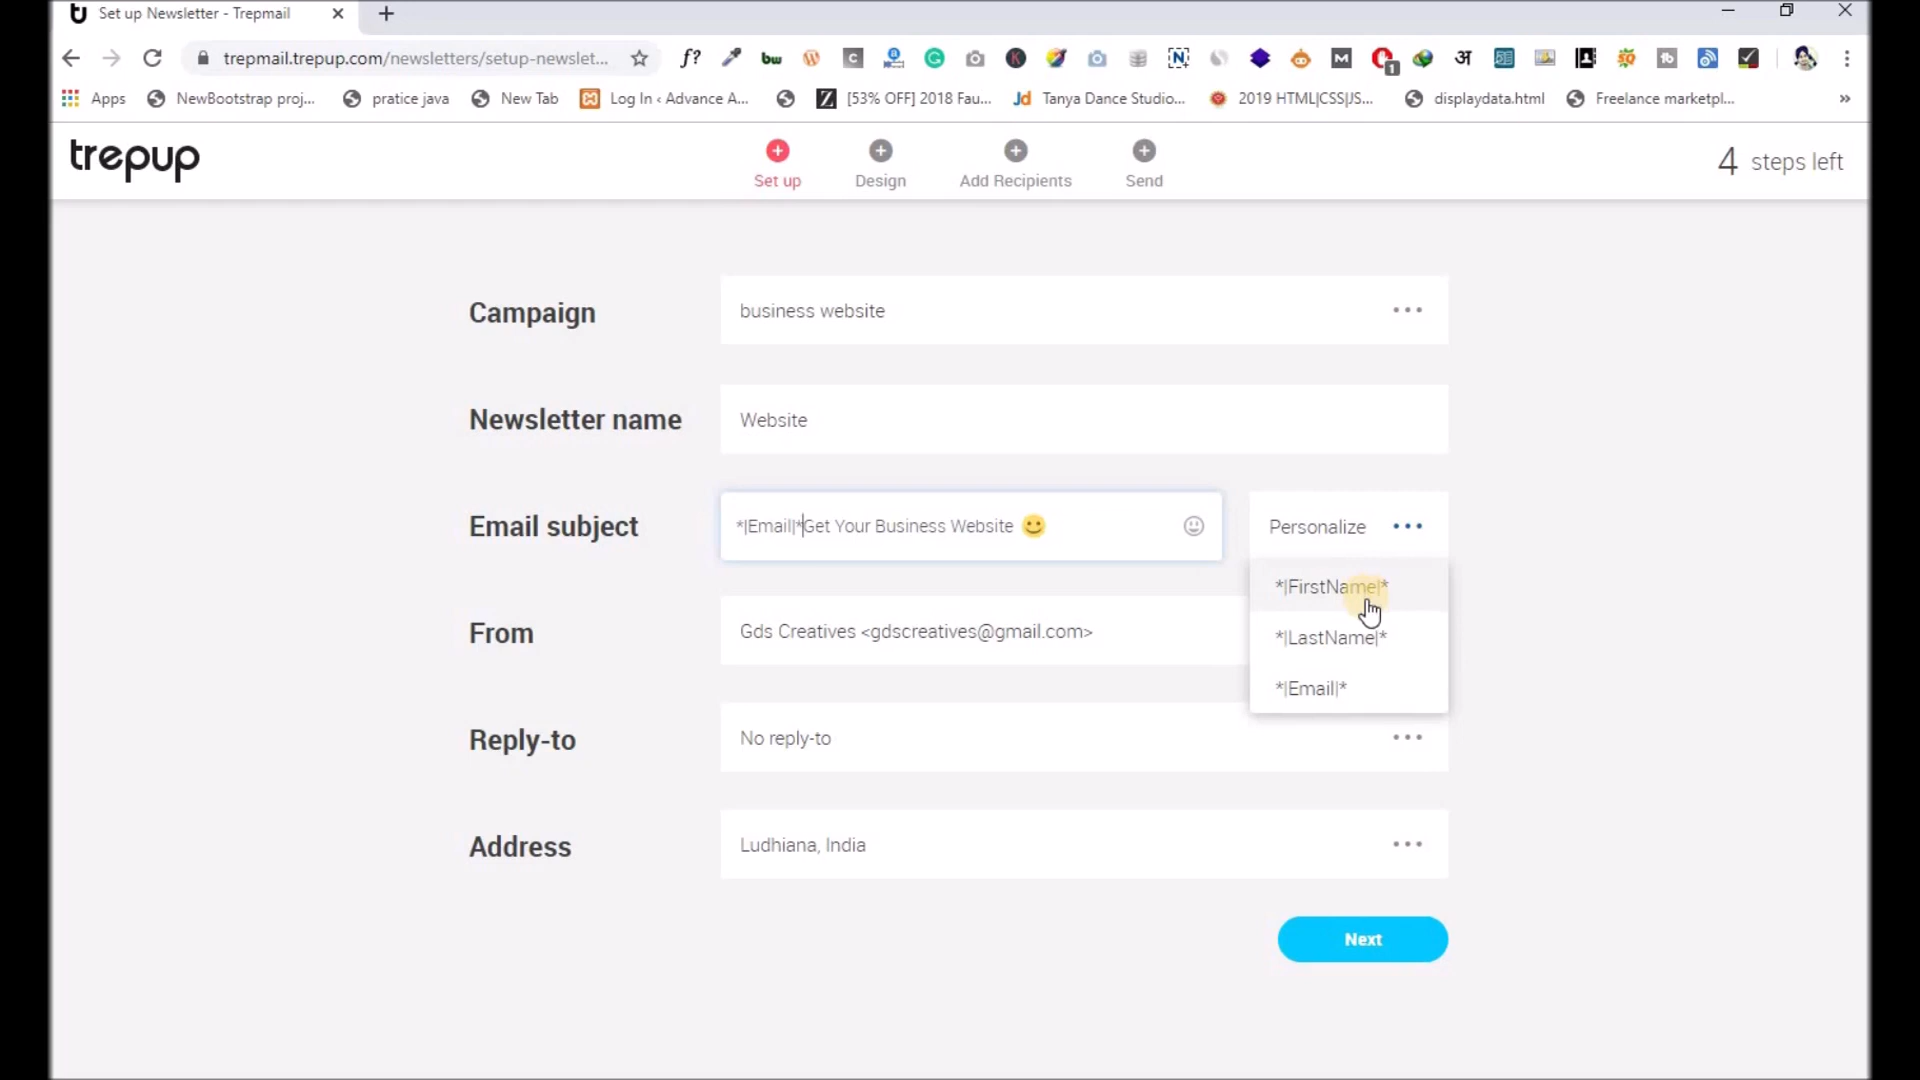 Set up Newsletter - Trepmail
trepmail.trepup.com/newsletters/setup-newslet...
f?
bw
C
K
N
M
1
अ
Apps
NewBootstrap proj...
pratice java
New Tab
Log In ‹ Advance A...
Z [53% OFF] 2018 Fau...
Jd Tanya Dance Studio...
2019 HTML|CSS|JS...
displaydata.html
Freelance marketpl...
»
trepup
Set up
Design
Add Recipients
Send
4 steps left
Campaign
business website
Newsletter name
Website
Email subject
*|Email|*Get Your Business Website 🙂
Personalize
*|FirstName|*
*|LastName|*
*|Email|*
From
Gds Creatives <gdscreatives@gmail.com>
Reply-to
No reply-to
Address
Ludhiana, India
Next